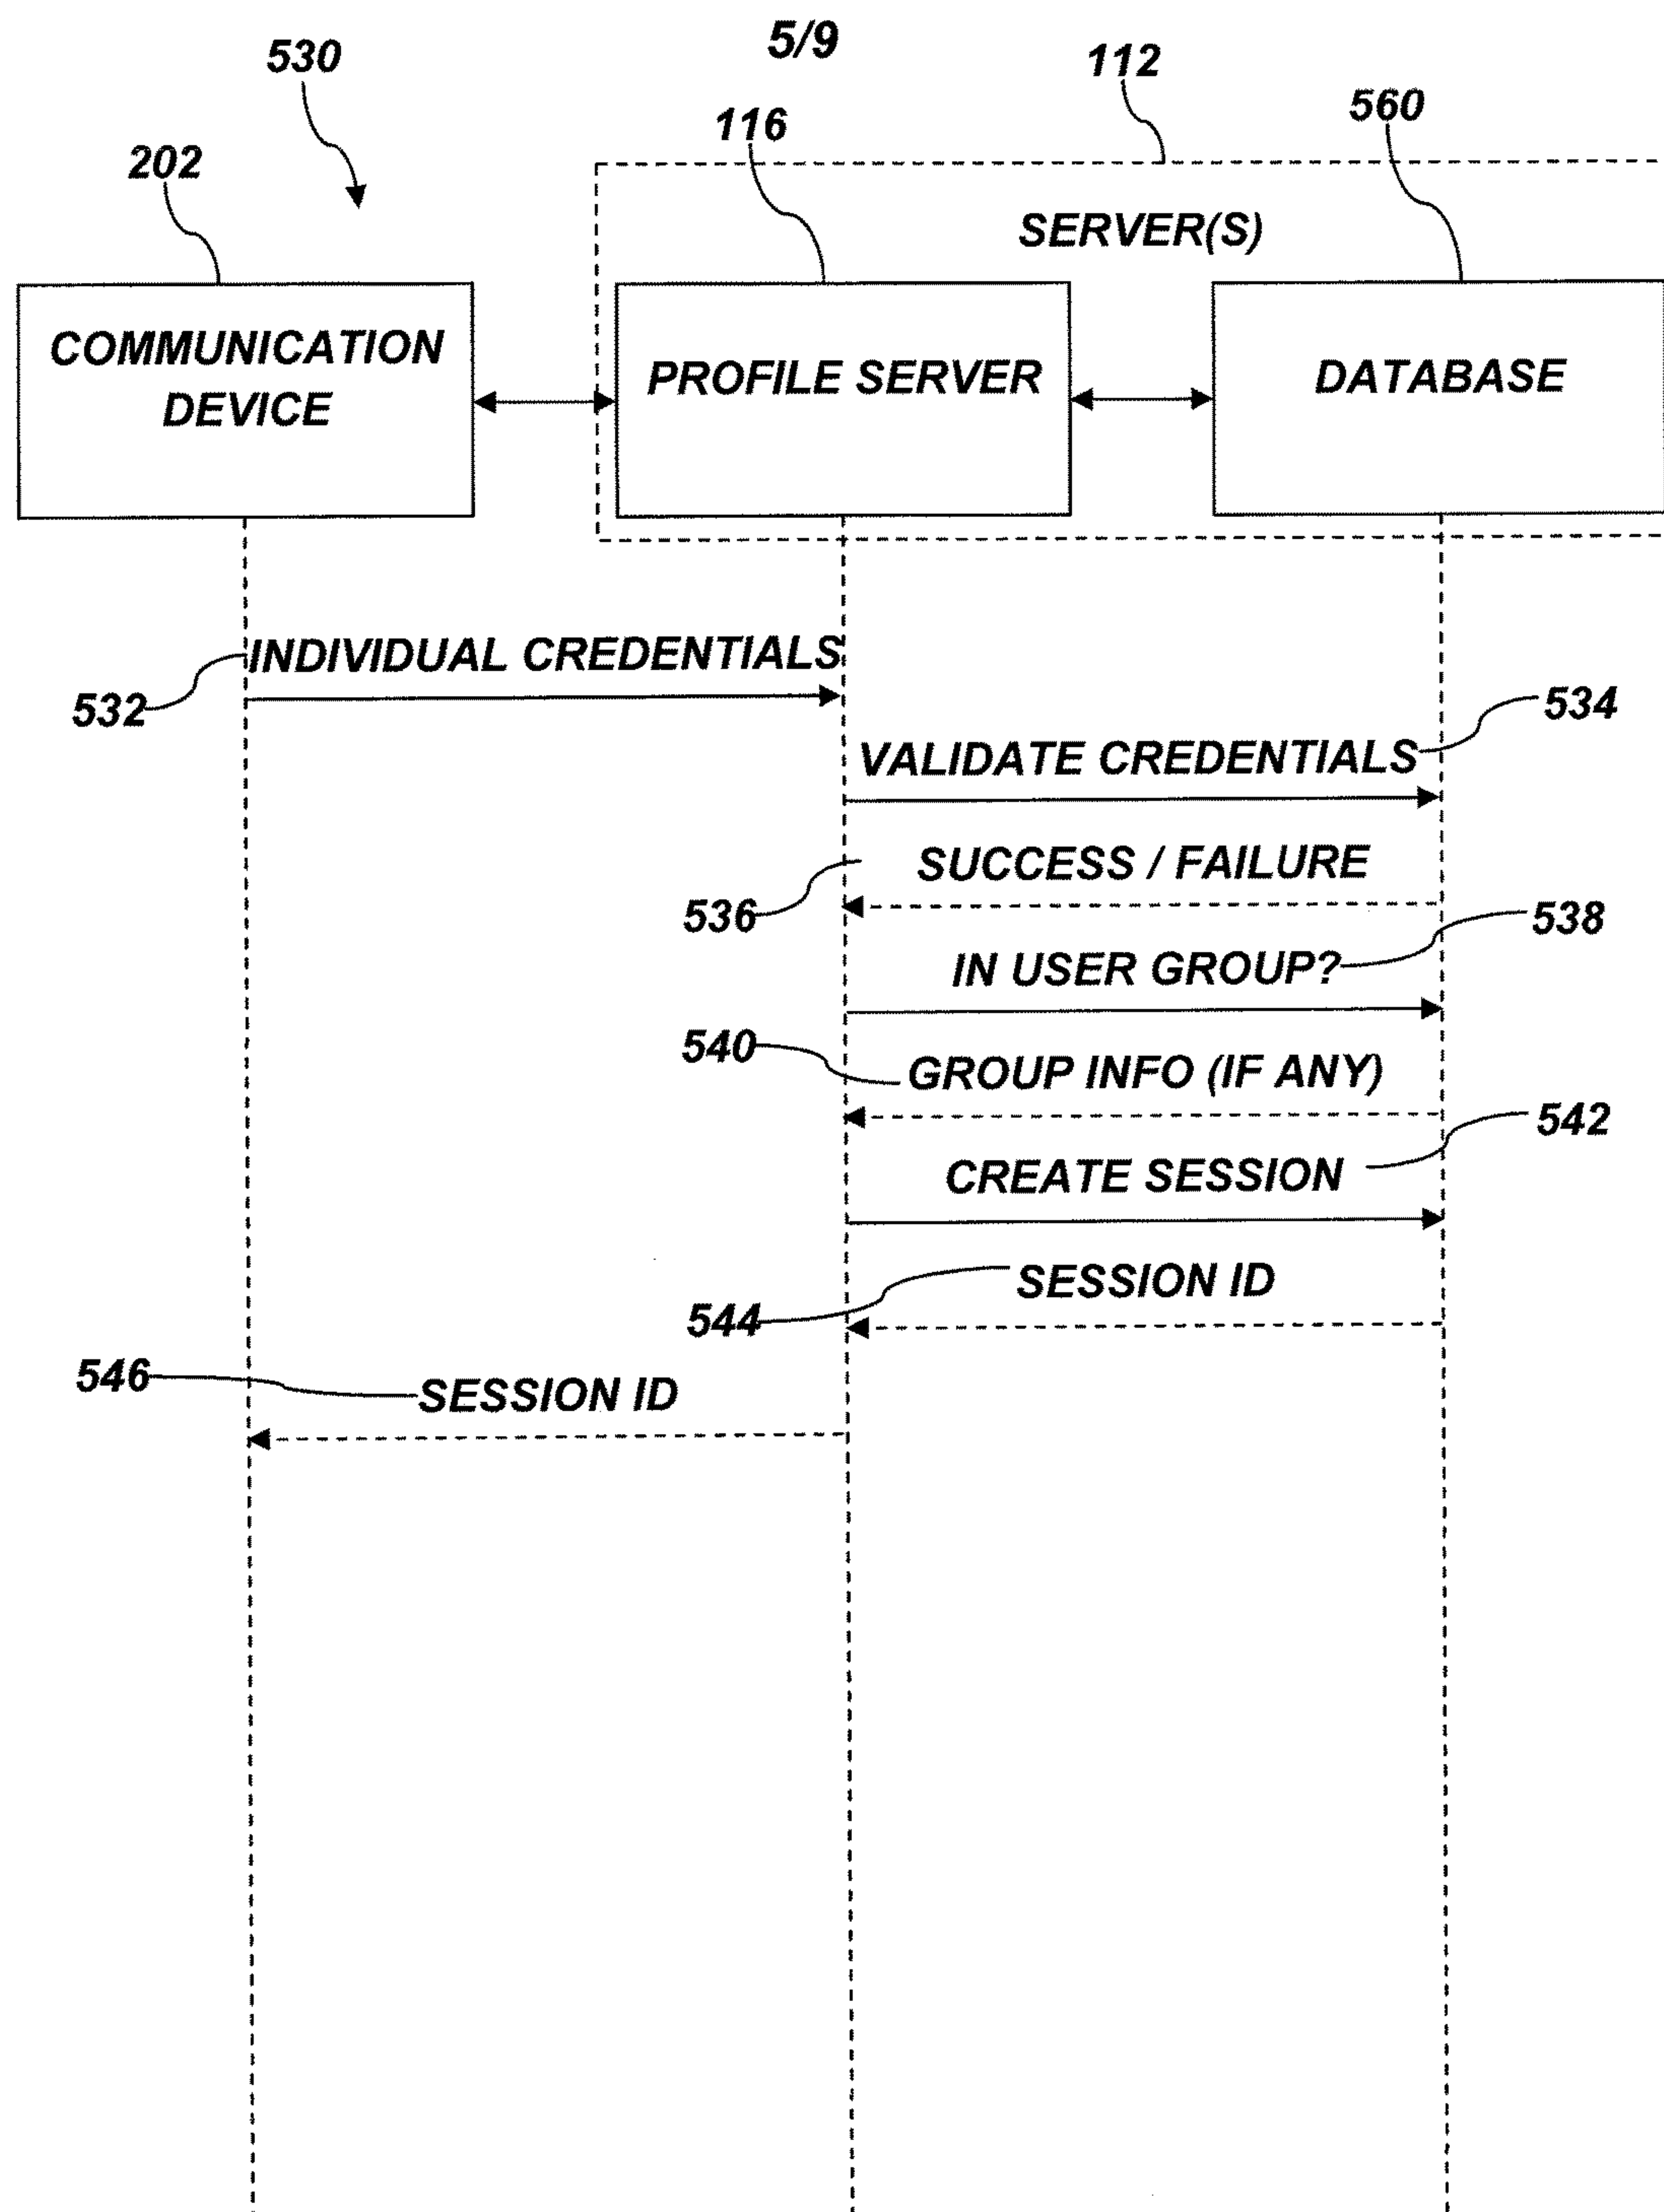 5/9
530
112
560
116
202
SERVER(S)
COMMUNICATION
DEVICE
PROFILE SERVER
DATABASE
INDIVIDUAL CREDENTIALS
532
534
VALIDATE CREDENTIALS
SUCCESS / FAILURE
536
538
IN USER GROUP?
540
GROUP INFO (IF ANY)
542
CREATE SESSION
SESSION ID
544
546
SESSION ID